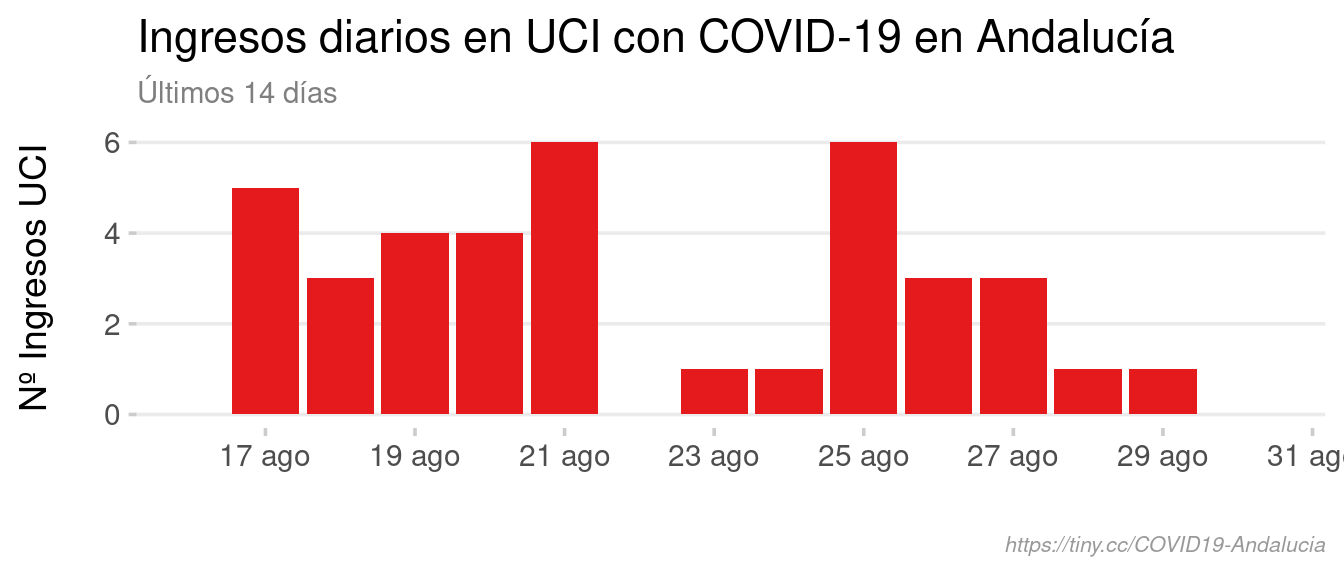 Ingresos diarios en UCI con COVID-19 en Andalucía
Últimos 14 días
Nº Ingresos UCI
6
4
2
0
17 ago 19 ago 21 ago 23 ago 25 ago 27 ago 29 ago 31 ag
https://tiny.cc/COVID19-Andalucia